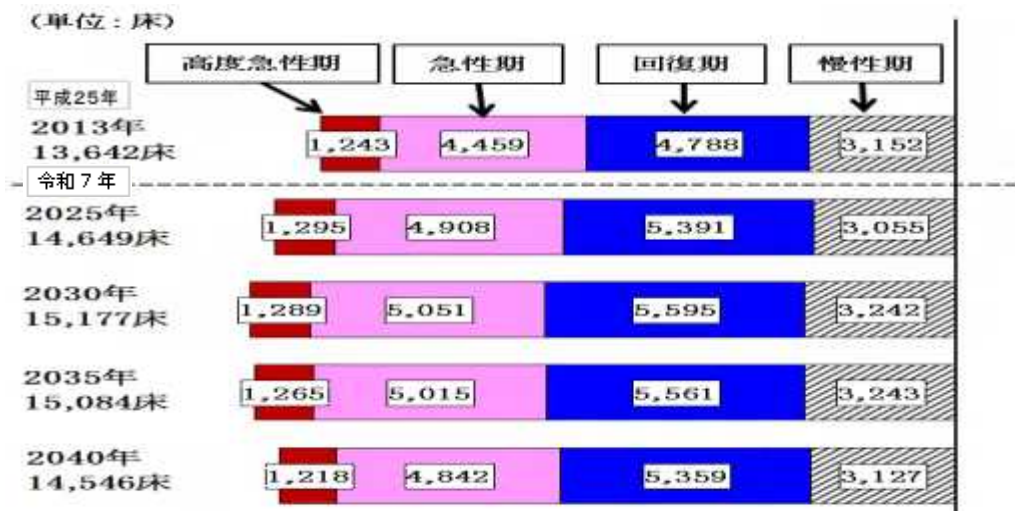 (単位：床)
高度急性期 急性期 回復期 慢性期
平成25年
2013年
13,642床
1,243 4,459 4,788 3,152
令和７年
2025年
14,649床
1,295 4,908 5,391 3,055
2030年
15,177床
1,289 5,051 5,595 3,242
2035年
15,084床
1,265 5,015 5,561 3,243
2040年
14,546床
1,218 4,842 5,359 3,127